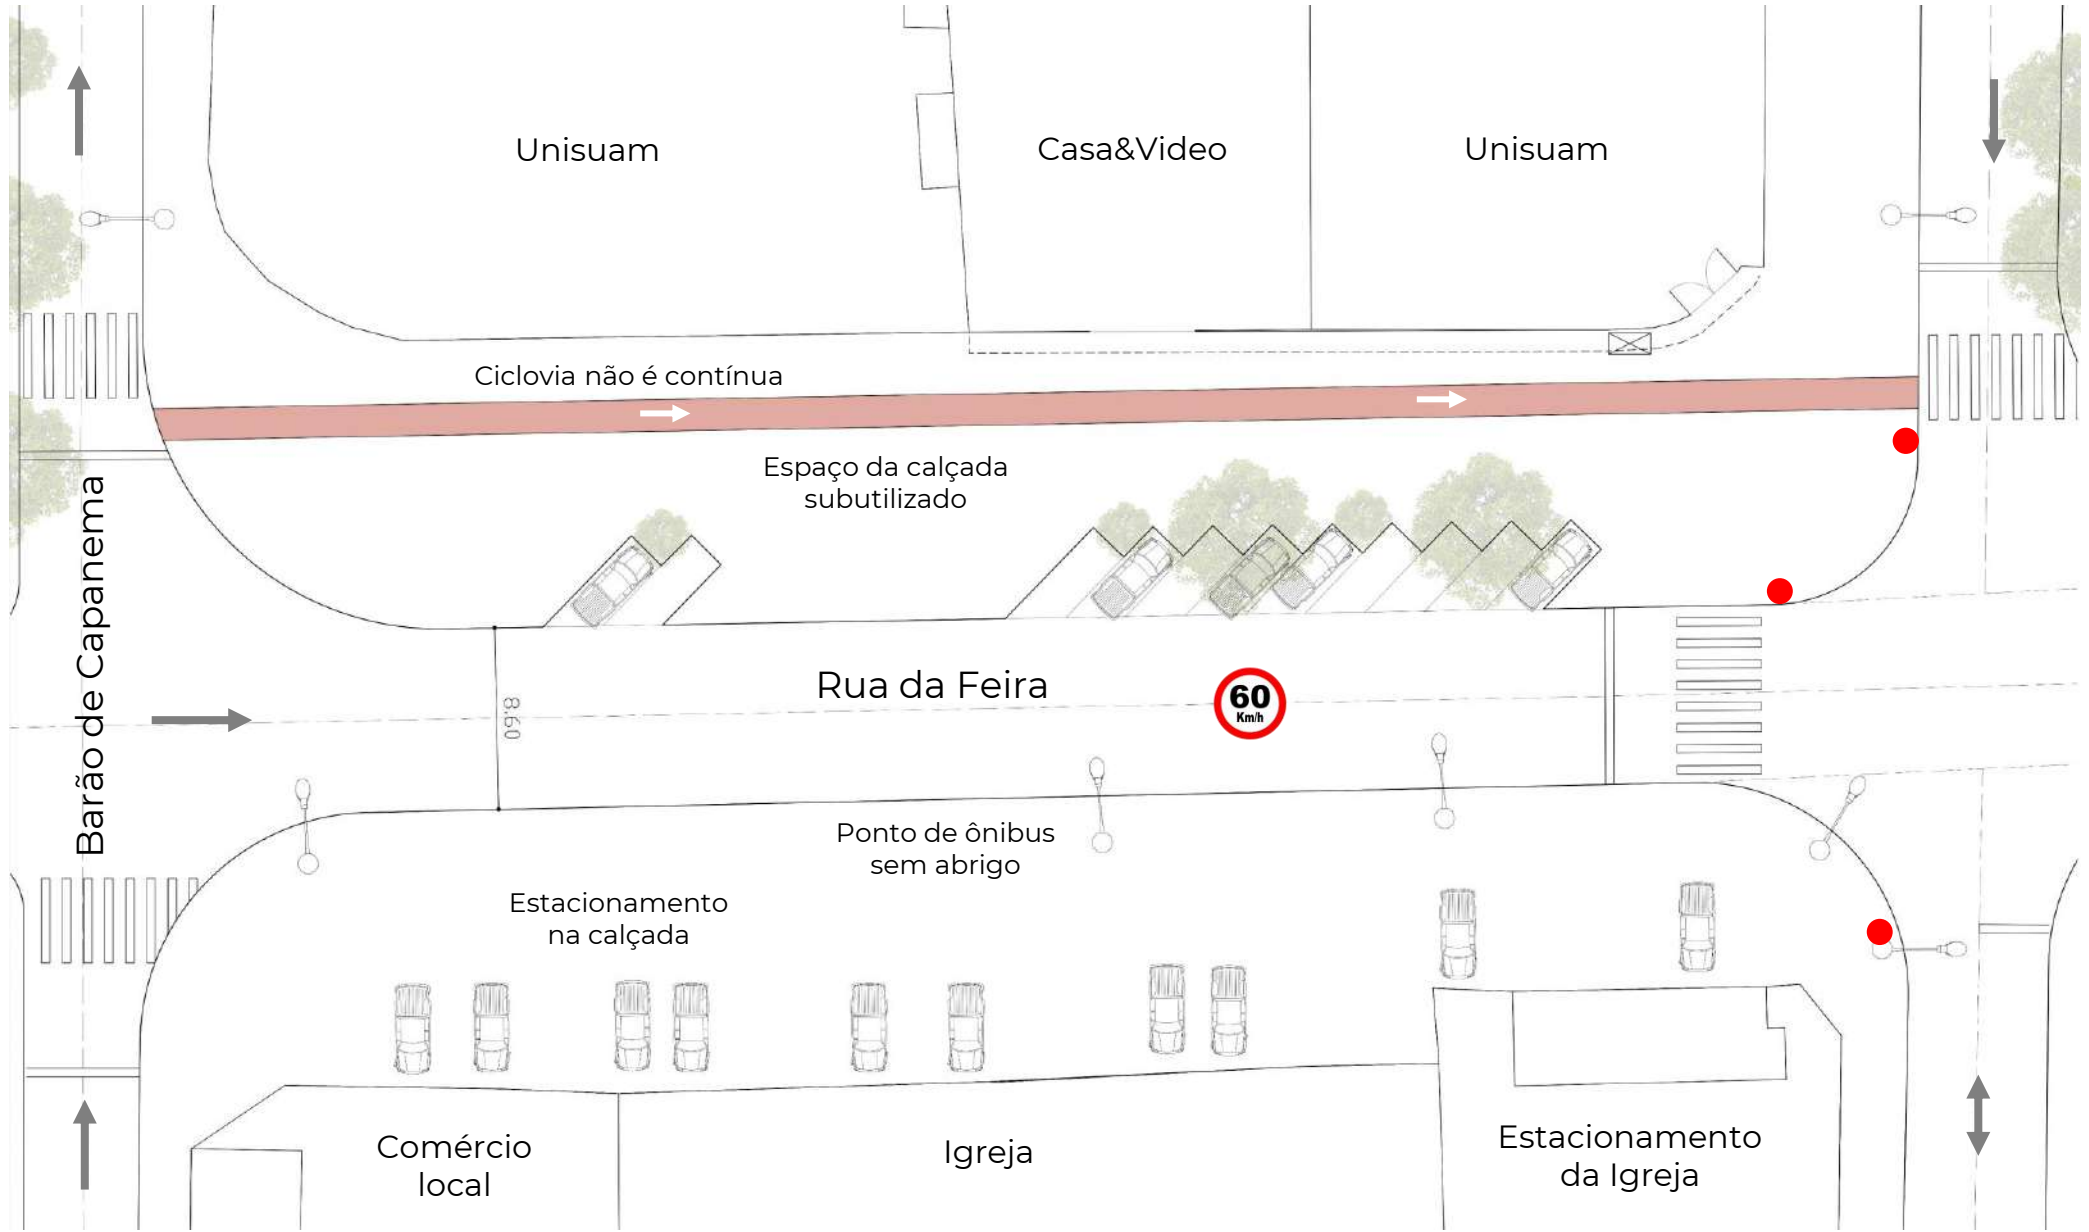 Unisuam
Casa&Video
Unisuam
Ciclovia não é contínua
Espaço da calçada
subutilizado
Barão de Capanema
Rua da Feira
60
Km/h
8.60
Ponto de ônibus
sem abrigo
Estacionamento
na calçada
Comércio
local
Igreja
Estacionamento
da Igreja